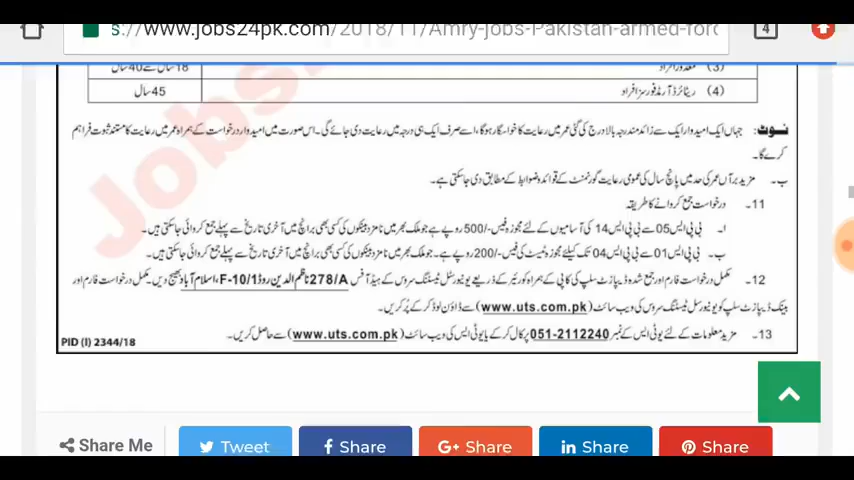 s://www.jobs24pk.com/2018/11/Amry-jobs-Pakistan-armed-forc
4
(3) معذور افراد 18 سال سے 40 سال
(4) ریٹائرڈ آرمڈ فورسز افراد 45 سال
نوٹ: جہاں ایک امیدوار ایک سے زائد مندرجہ بالا درج کی گئی عمر میں رعایت کا خواستگار ہوگا، اسے صرف ایک ہی درجہ میں رعایت دی جائے گی۔ اس صورت میں امیدوار درخواست کے ہمراہ عمر میں رعایت کا مستند ثبوت فراہم
کرے گا۔
ب۔ مزید برآں عمر کی حد میں پانچ سال کی عمومی رعایت گورنمنٹ کے قواعد و ضوابط کے مطابق دی جا سکتی ہے۔
11۔ درخواست جمع کروانے کا طریقہ
ا۔ بی پی ایس 05 سے بی پی ایس 14 کی آسامیوں کے لئے مجوزہ فیس -/500 روپے ہے جو ملک بھر میں نامزد بینکوں کی کسی بھی برانچ میں آخری تاریخ سے پہلے جمع کروائی جا سکتی ہیں۔
ب۔ بی پی ایس 01 سے بی پی ایس 04 تک کیلئے مجوزہ ٹیسٹ کی فیس -/200 روپے ہے۔ جو ملک بھر میں نامزد بینکوں کی کسی بھی برانچ میں آخری تاریخ سے پہلے جمع کروائی جا سکتی ہیں۔
12۔ مکمل درخواست فارم اور جمع شدہ ڈیپازٹ سلپ کی کاپی کے ہمراہ کوریئر کے ذریعے یونیورسل ٹیسٹنگ سروس کے ہیڈ آفس 278/A ناظم الدین روڈ F-10/1، اسلام آباد بھیج دیں۔ مکمل درخواست فارم اور
بینک ڈیپازٹ سلپ کو یونیورسل ٹیسٹنگ سروس کی ویب سائٹ (www.uts.com.pk) سے ڈاؤن لوڈ کر کے پُر کریں۔
13۔ مزید معلومات کے لئے یو ٹی ایس کے نمبر 051-2112240 پر کال کر کے یا یو ٹی ایس کی ویب سائٹ (www.uts.com.pk) سے حاصل کریں۔
PID (I) 2344/18
Jobs
Share Me
Tweet
Share
Share
Share
Share